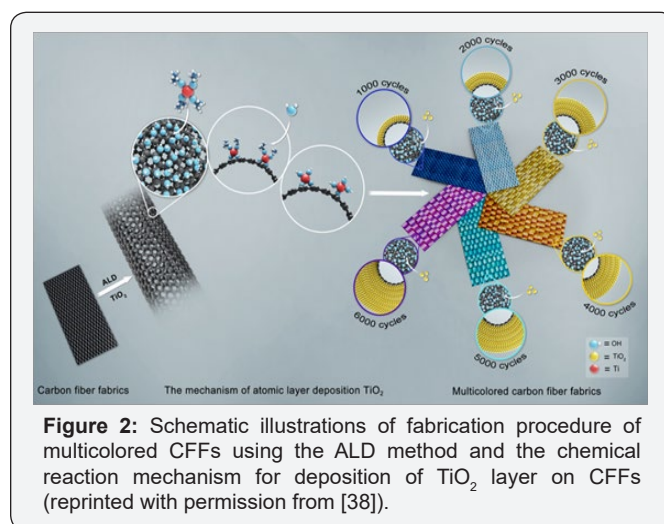 2000 cycles
1000 cycles
3000 cycles
ALD
TiO₂
6000 cycles
4000 cycles
5000 cycles
= OH
= TiO₂
= Ti
Carbon fiber fabrics
The mechanism of atomic layer deposition TiO₂
Multicolored carbon fiber fabrics
Figure 2: Schematic illustrations of fabrication procedure of
multicolored CFFs using the ALD method and the chemical
reaction mechanism for deposition of TiO₂ layer on CFFs
(reprinted with permission from [38]).